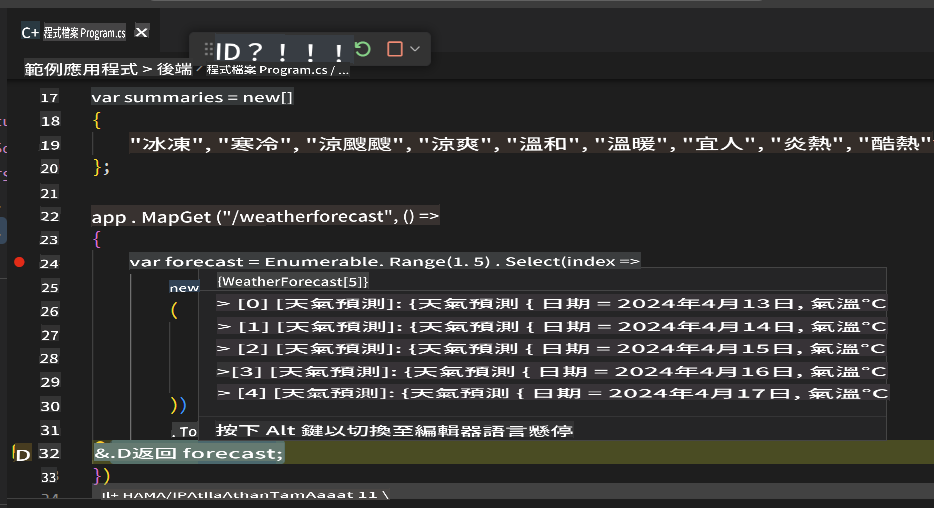 C+ 程式檔案 Program.cs ×
ID？！！！
範例應用程式 > 後端 程式檔案 Program.cs / ...
17 var summaries = new[]
18 {
19 "冰凍", "寒冷", "涼颼颼", "涼爽", "溫和", "溫暖", "宜人", "炎熱", "酷熱"
20 };
21
22 app . MapGet ("/weatherforecast", () =>
23 {
24 var forecast = Enumerable. Range(1. 5) . Select(index =>
25 new
{WeatherForecast[5]}
26 (
> [0] [天氣預測]: {天氣預測 { 日期 = 2024年4月13日, 氣溫°C
27
> [1] [天氣預測]: {天氣預測 { 日期 = 2024年4月14日, 氣溫°C
28
> [2] [天氣預測]: {天氣預測 { 日期 = 2024年4月15日, 氣溫°C
29
>[3] [天氣預測]: {天氣預測 { 日期 = 2024年4月16日, 氣溫°C
30 ))
> [4] [天氣預測]: {天氣預測 { 日期 = 2024年4月17日, 氣溫°C
31 .To
按下 Alt 鍵以切換至編輯器語言懸停
D 32 &.D返回 forecast;
33 })